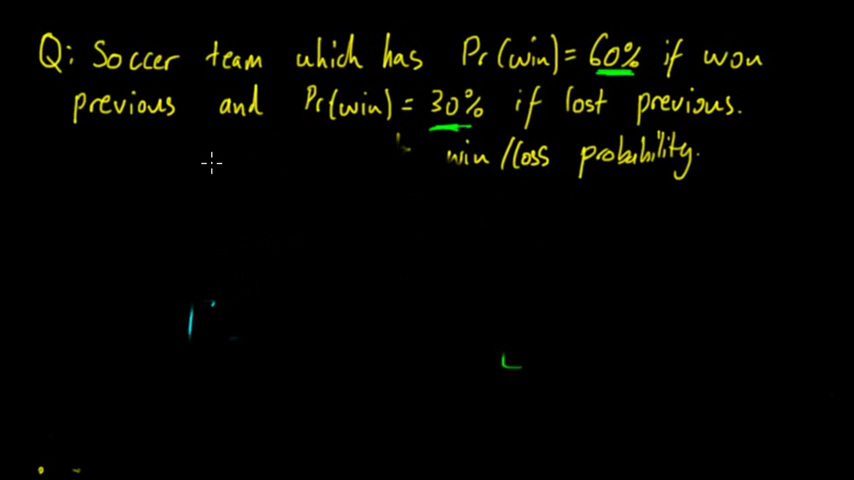 Q: Soccer team which has Pr(win) = 60% if won
previous and Pr(win) = 30% if lost previous.
win/loss probability.